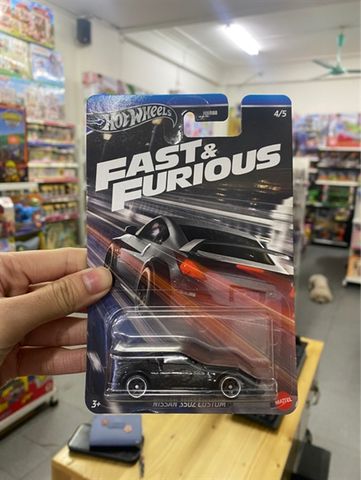 Hot Wheels
4/5
FAST &
FURIOUS
3+
NISSAN 350Z CUSTOM
MATTEL